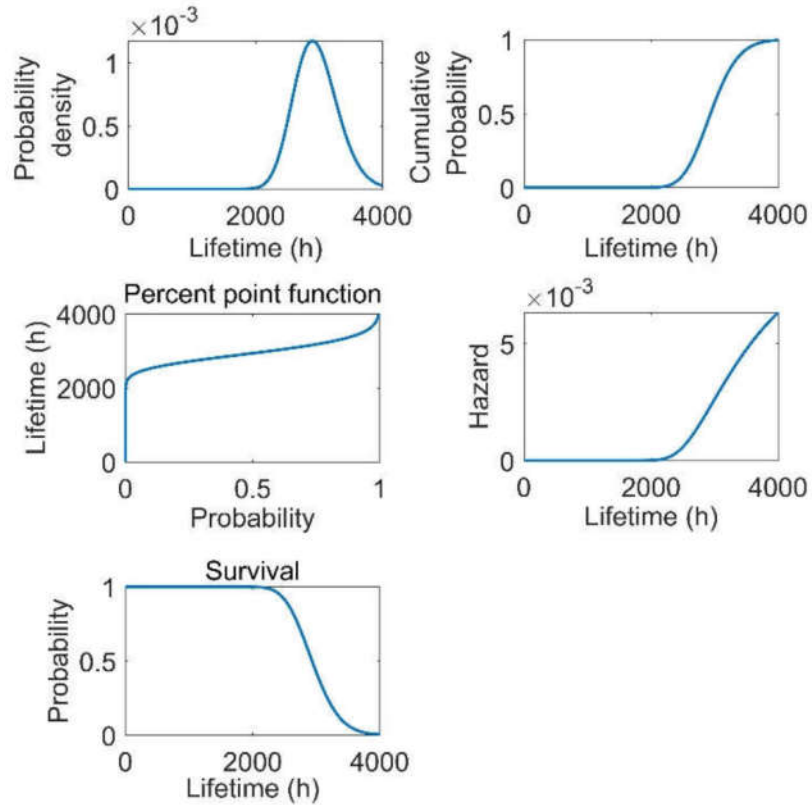 ×10-3
Probability
density
1
0.5
0
0
2000
4000
Lifetime (h)
Cumulative
Probability
1
0.5
0
0
2000
4000
Lifetime (h)
Percent point function
Lifetime (h)
4000
2000
0
0
0.5
1
Probability
×10-3
Hazard
5
0
0
2000
4000
Lifetime (h)
Survival
Probability
1
0.5
0
0
2000
4000
Lifetime (h)